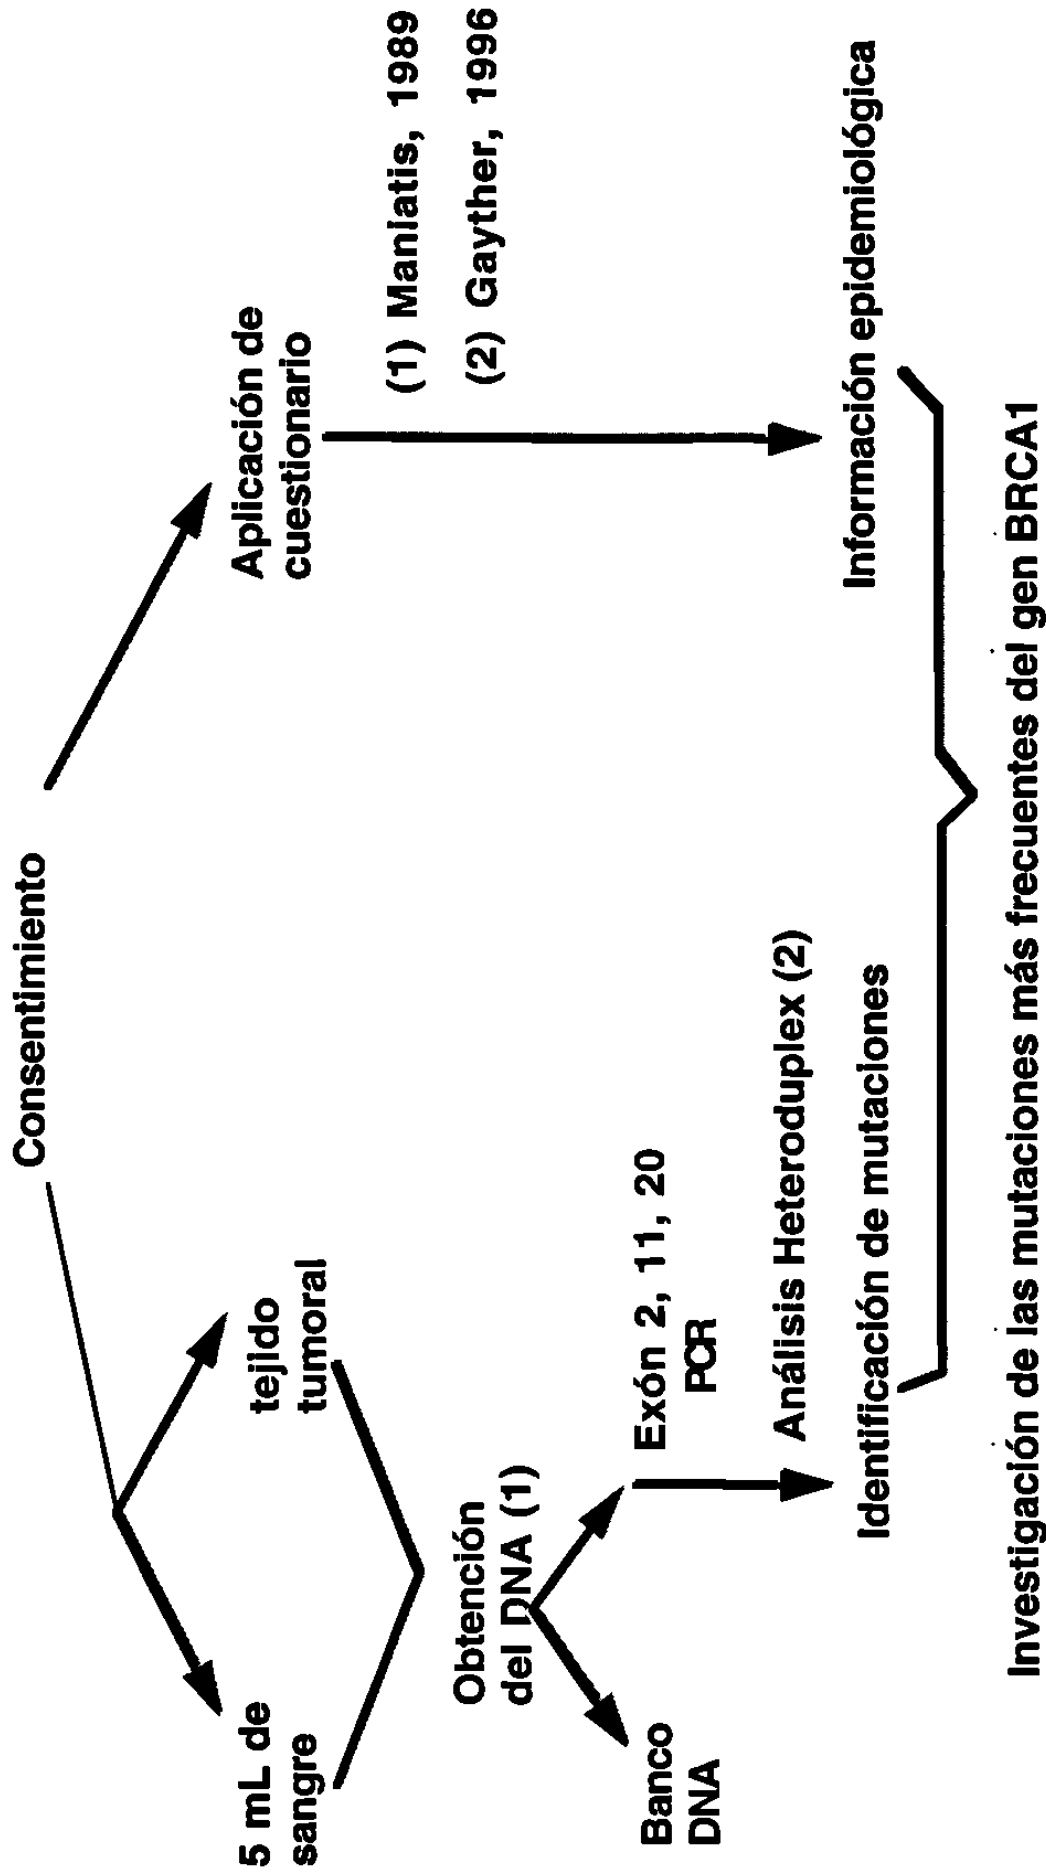 Consentimiento
5 mL de
sangre
tejido
tumoral
Aplicación de
cuestionario
(1) Maniatis, 1989
(2) Gayther, 1996
Obtención
del DNA (1)
Banco
DNA
Exón 2, 11, 20
PCR
Análisis Heteroduplex (2)
Identificación de mutaciones
Información epidemiológica
Investigación de las mutaciones más frecuentes del gen BRCA1